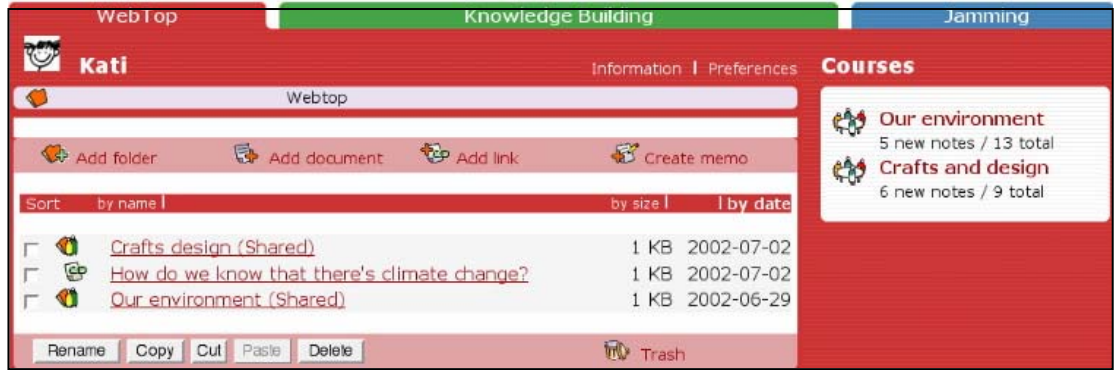 WebTop Knowledge Building Jamming
Kati Information | Preferences Courses
Webtop
Our environment
5 new notes / 13 total
Add folder Add document Add link Create memo
Crafts and design
6 new notes / 9 total
Sort by name by size by date
Crafts design (Shared) 1 KB 2002-07-02
How do we know that there's climate change? 1 KB 2002-07-02
Our environment (Shared) 1 KB 2002-06-29
Rename Copy Cut Paste Delete Trash